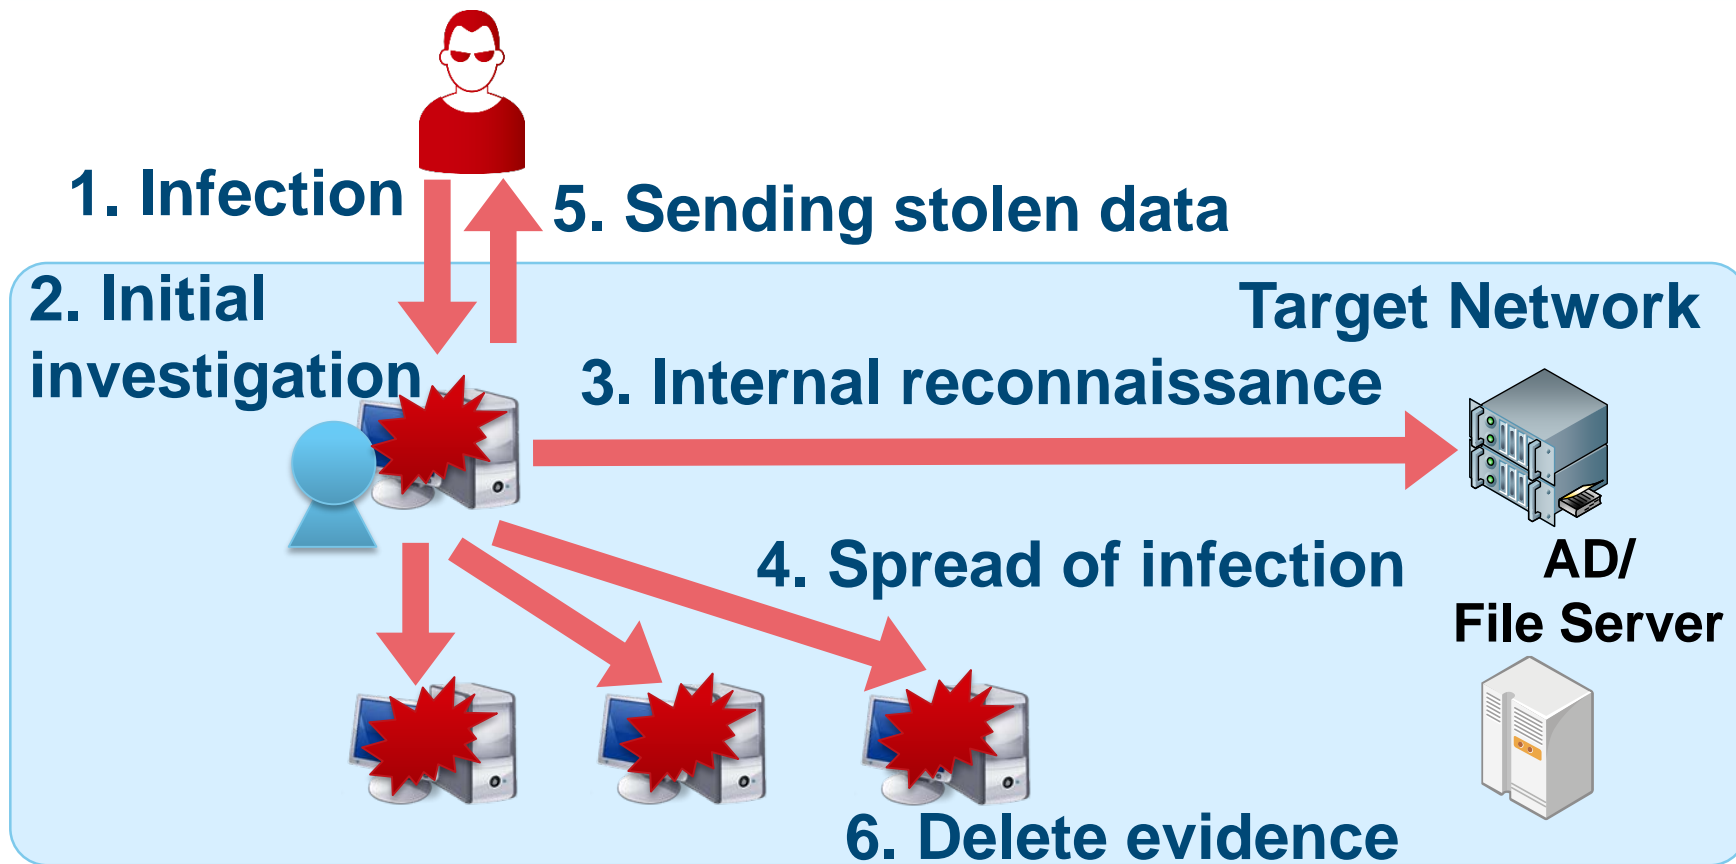 1. Infection
5. Sending stolen data
2. Initial
investigation
Target Network
3. Internal reconnaissance
4. Spread of infection
AD/
File Server
6. Delete evidence